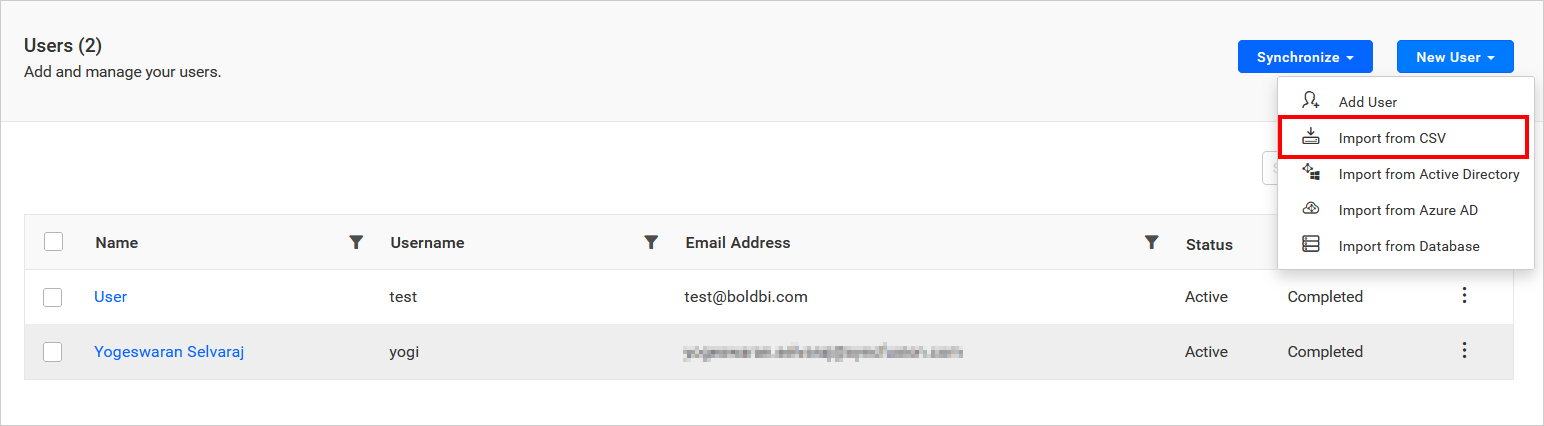 Users (2)
Add and manage your users.
Synchronize
New User
Add User
Import from CSV
Import from Active Directory
Import from Azure AD
Import from Database
Name Username Email Address Status
User test test@boldbi.com Active Completed
Yogeswaran Selvaraj yogi Active Completed